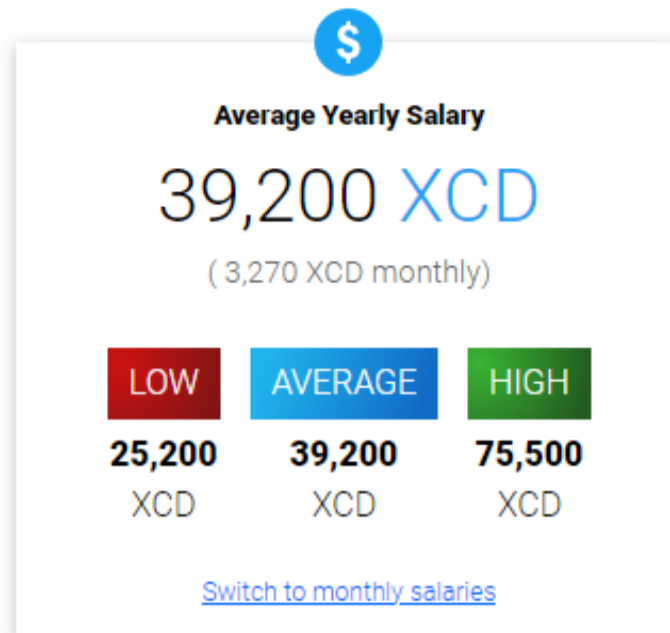 $
Average Yearly Salary
39,200 XCD
( 3,270 XCD monthly)
LOW AVERAGE HIGH
25,200 39,200 75,500
XCD XCD XCD
Switch to monthly salaries